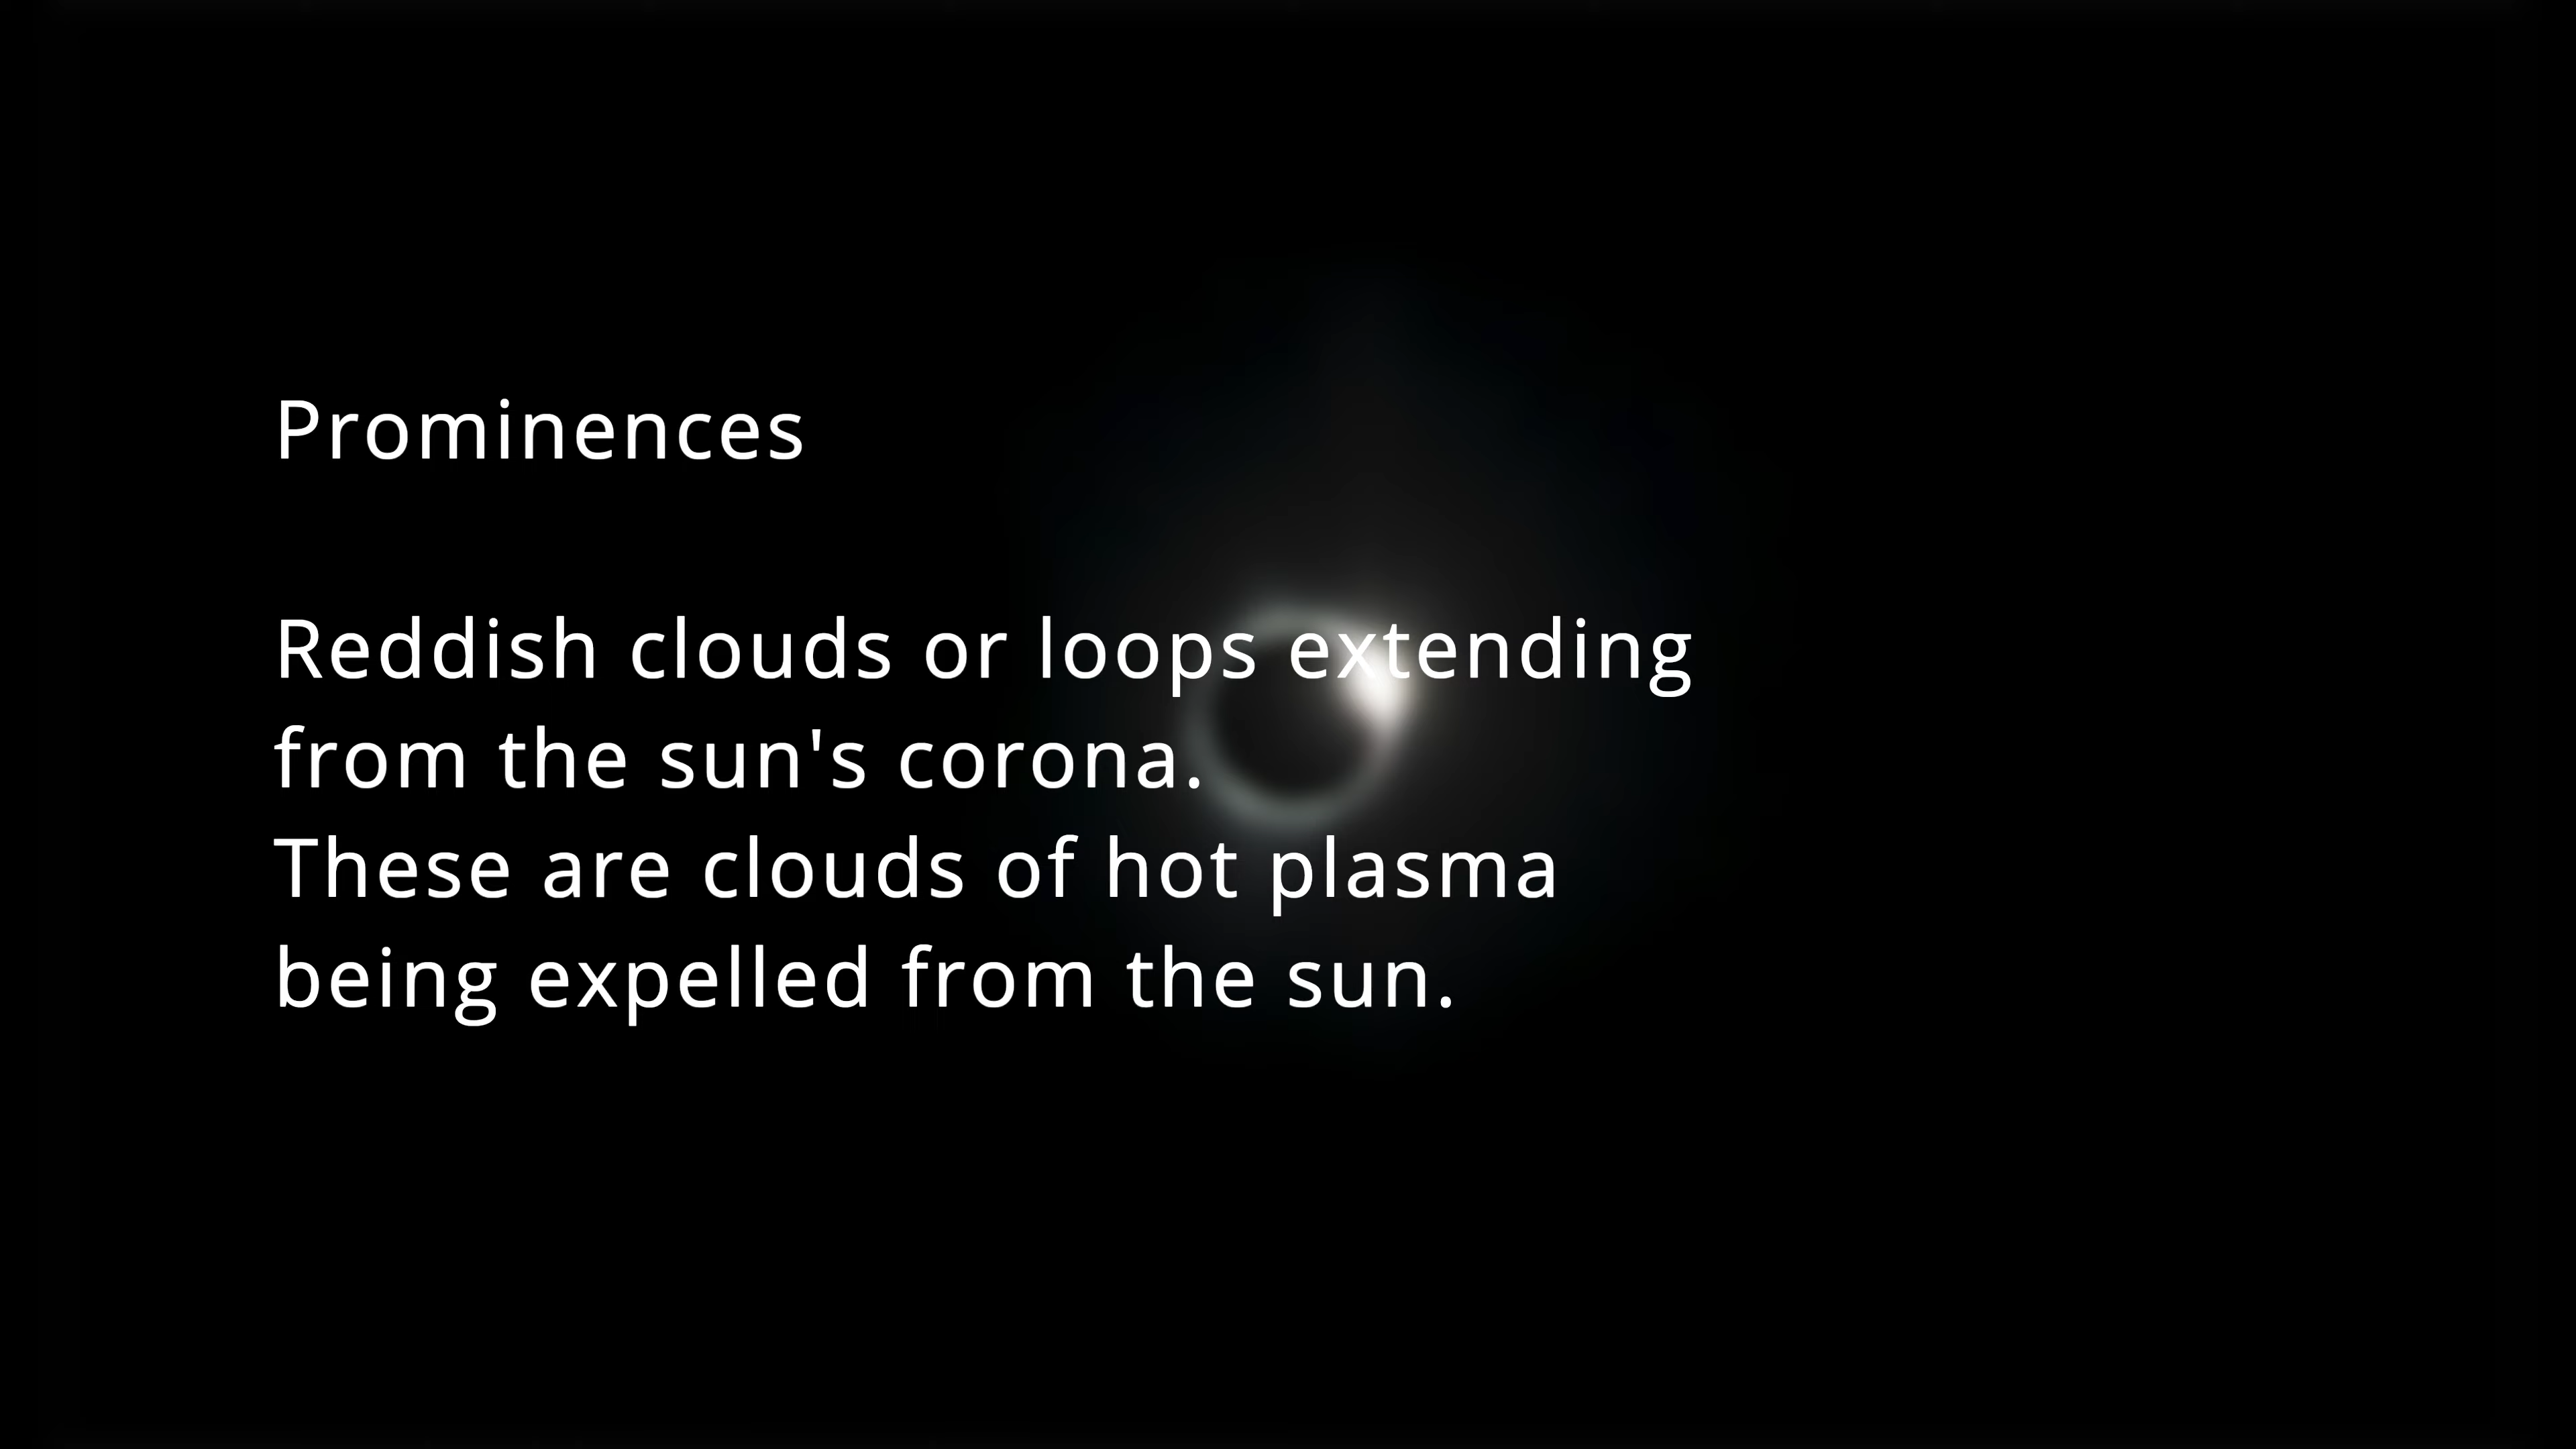 Prominences
Reddish clouds or loops extending
from the sun's corona.
These are clouds of hot plasma
being expelled from the sun.